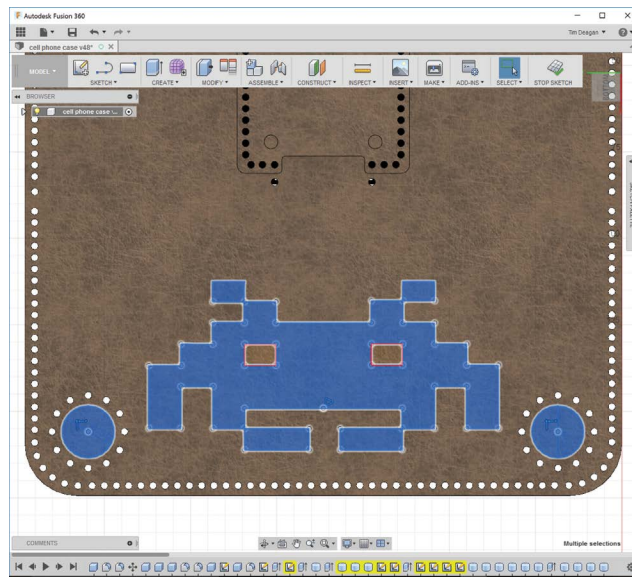 Autodesk Fusion 360
Tim Deagan
cell phone case v48*
MODEL
SKETCH
CREATE
MODIFY
ASSEMBLE
CONSTRUCT
INSPECT
INSERT
MAKE
ADD-INS
SELECT
STOP SKETCH
BROWSER
cell phone case
COMMENTS
Multiple selections